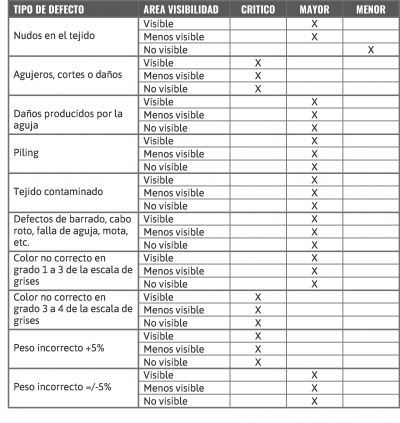 TIPO DE DEFECTO AREA VISIBILIDAD CRITICO MAYOR MENOR
Nudos en el tejido
Visible X
Menos visible X
No visible X
Agujeros, cortes o daños
Visible X
Menos visible X
No visible X
Daños producidos por la
aguja
Visible X
Menos visible X
No visible X
Piling
Visible X
Menos visible X
No visible X
Tejido contaminado
Visible X
Menos visible X
No visible X
Defectos de barrado, cabo
roto, falla de aguja, mota,
etc.
Visible X
Menos visible X
No visible X
Color no correcto en
grado 1 a 3 de la escala de
grises
Visible X
Menos visible X
No visible X
Color no correcto en
grado 3 a 4 de la escala de
grises
Visible X
Menos visible X
No visible X
Peso incorrecto +5%
Visible X
Menos visible X
No visible X
Peso incorrecto =/-5%
Visible X
Menos visible X
No visible X